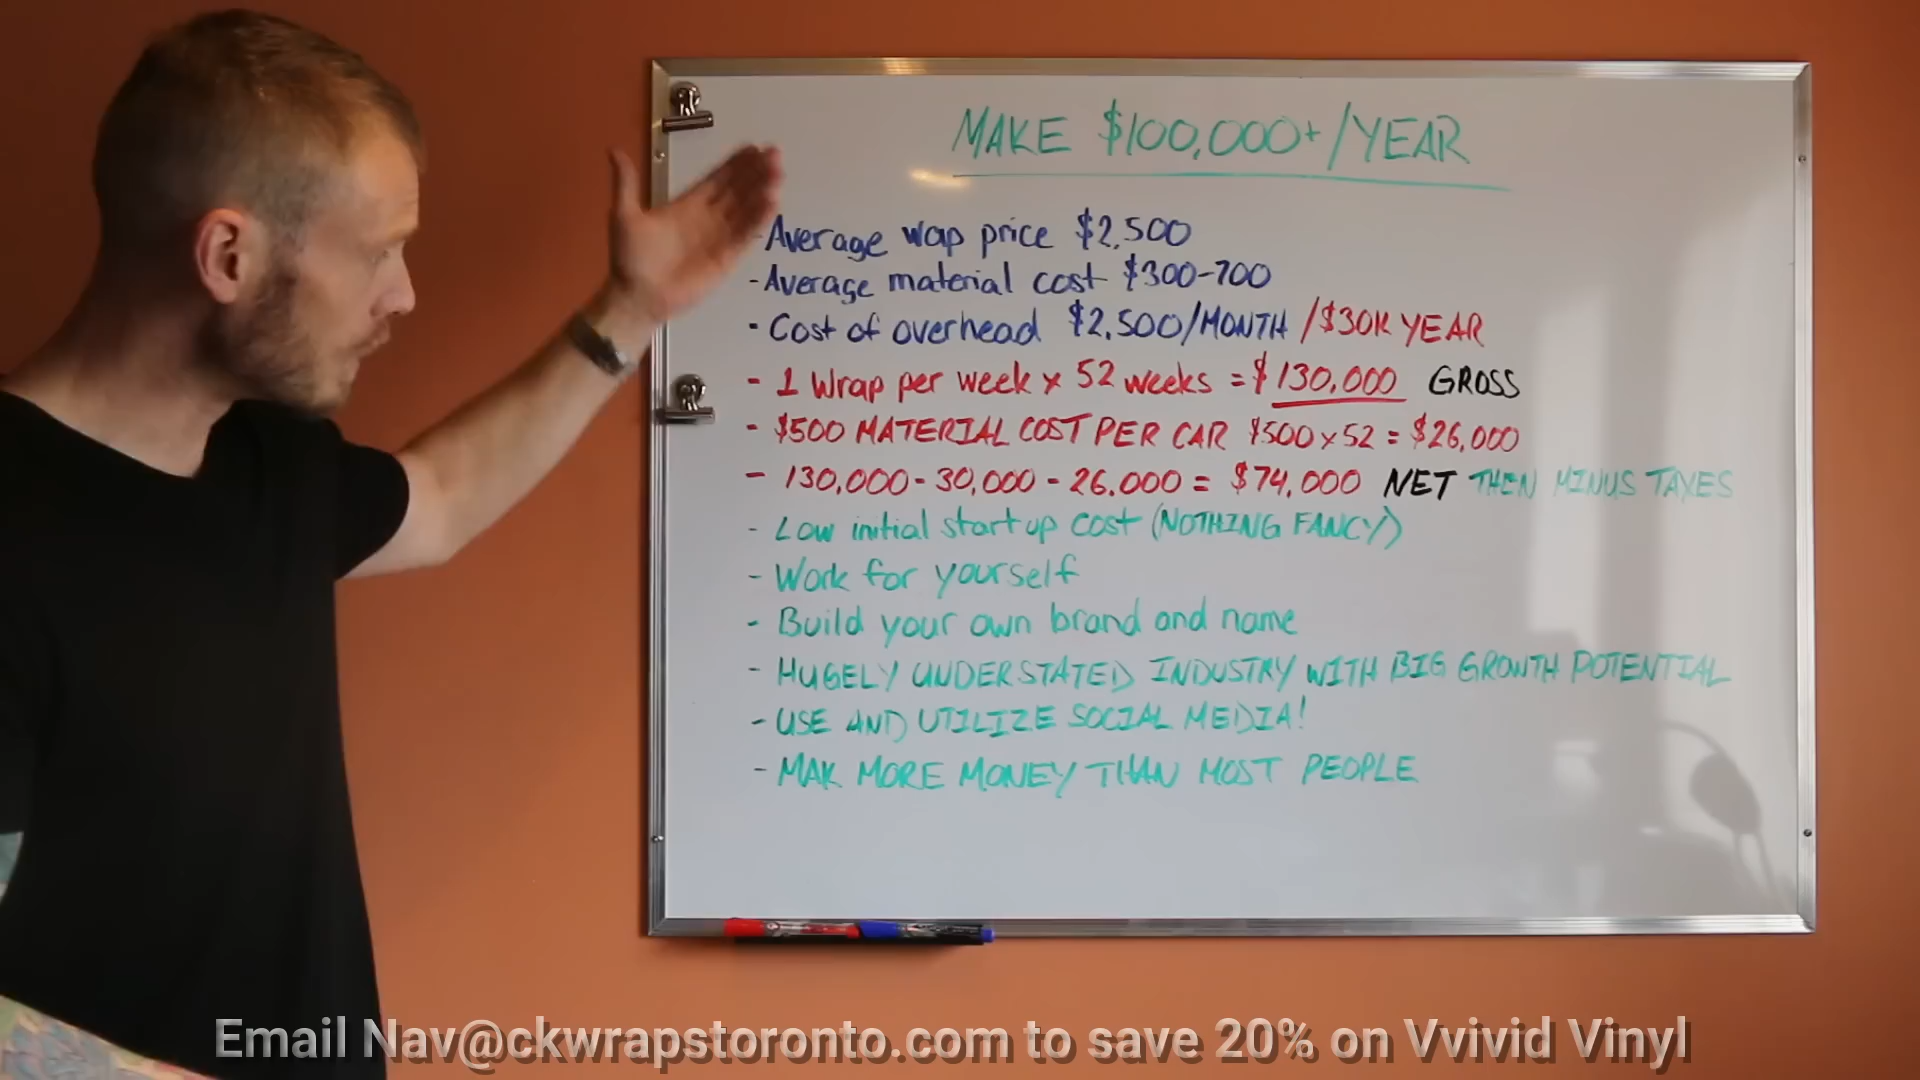 MAKE $100,000+/YEAR
- Average wap price $2,500
- Average material cost $300-700
- Cost of overhead $2,500/MONTH /$30K YEAR
- 1 Wrap per week x 52 weeks = $130,000 GROSS
- $500 MATERIAL COST PER CAR $500 x 52 = $26,000
- 130,000 - 30,000 - 26,000 = $74,000 NET THEN MINUS TAXES
- Low initial start up cost (NOTHING FANCY)
- Work for yourself
- Build your own brand and name
- HUGELY UNDERSTATED INDUSTRY WITH BIG GROWTH POTENTIAL
- USE AND UTILIZE SOCIAL MEDIA!
- MAK MORE MONEY THAN MOST PEOPLE
Email Nav@ckwrapstoronto.com to save 20% on Vvivid Vinyl